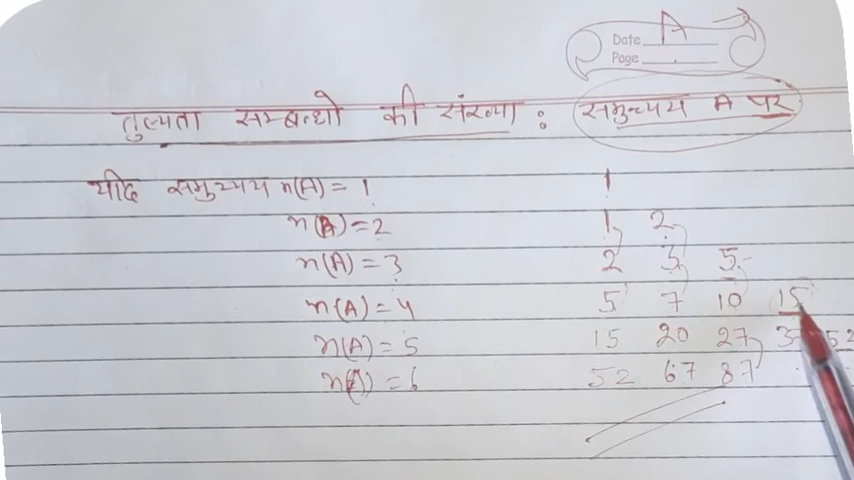 Date A
Page
तुल्यता सम्बन्धो की संख्या : समुच्चय A पर
यदि समुच्चय n(A) = 1 1
n(A) = 2 1 2
n(A) = 3 2 3 5
n(A) = 4 5 7 10 15
n(A) = 5 15 20 27 52
n(A) = 6 52 67 87